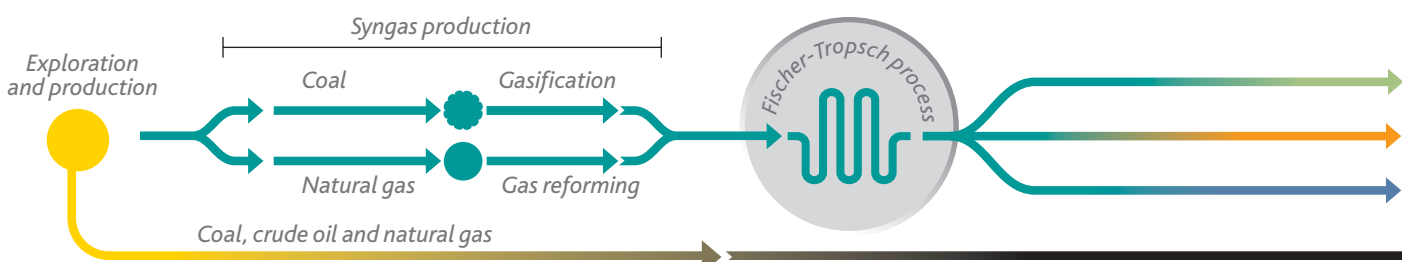 Syngas production
Exploration
and production
Coal
Gasification
Natural gas
Gas reforming
Fischer-Tropsch process
Coal, crude oil and natural gas